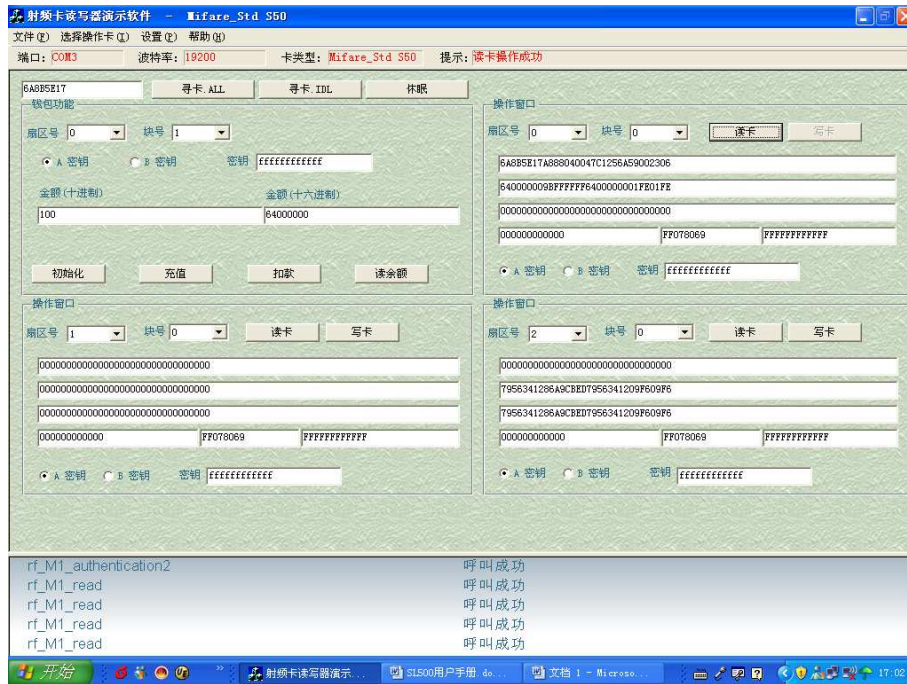 射频卡读写器演示软件 - Mifare_Std S50
文件(F) 选择操作卡(I) 设置(P) 帮助(H)
端口: COM3 波特率: 19200 卡类型: Mifare_Std S50 提示: 读卡操作成功
6A8B5E17 寻卡.ALL 寻卡.IDL 休眠
钱包功能
扇区号 0 块号 1
A 密钥 B 密钥 密钥 ffffffffffff
金额(十进制) 金额(十六进制)
100 64000000
初始化 充值 扣款 读余额
操作窗口
扇区号 0 块号 0 读卡 写卡
6A8B5E17A888040047C1256A59002306
640000009BFFFFFF6400000001FE01FE
00000000000000000000000000000000
000000000000 FF078069 FFFFFFFFFFFF
A 密钥 B 密钥 密钥 ffffffffffff
操作窗口
扇区号 1 块号 0 读卡 写卡
00000000000000000000000000000000
00000000000000000000000000000000
00000000000000000000000000000000
000000000000 FF078069 FFFFFFFFFFFF
A 密钥 B 密钥 密钥 ffffffffffff
操作窗口
扇区号 2 块号 0 读卡 写卡
00000000000000000000000000000000
7956341286A9CBED7956341209F609F6
7956341286A9CBED7956341209F609F6
000000000000 FF078069 FFFFFFFFFFFF
A 密钥 B 密钥 密钥 ffffffffffff
rf_M1_authentication2 呼叫成功
rf_M1_read 呼叫成功
rf_M1_read 呼叫成功
rf_M1_read 呼叫成功
rf_M1_read 呼叫成功
开始 射频卡读写器演示... S1500用户手册.do... 文档 1 - Microso... 17:02